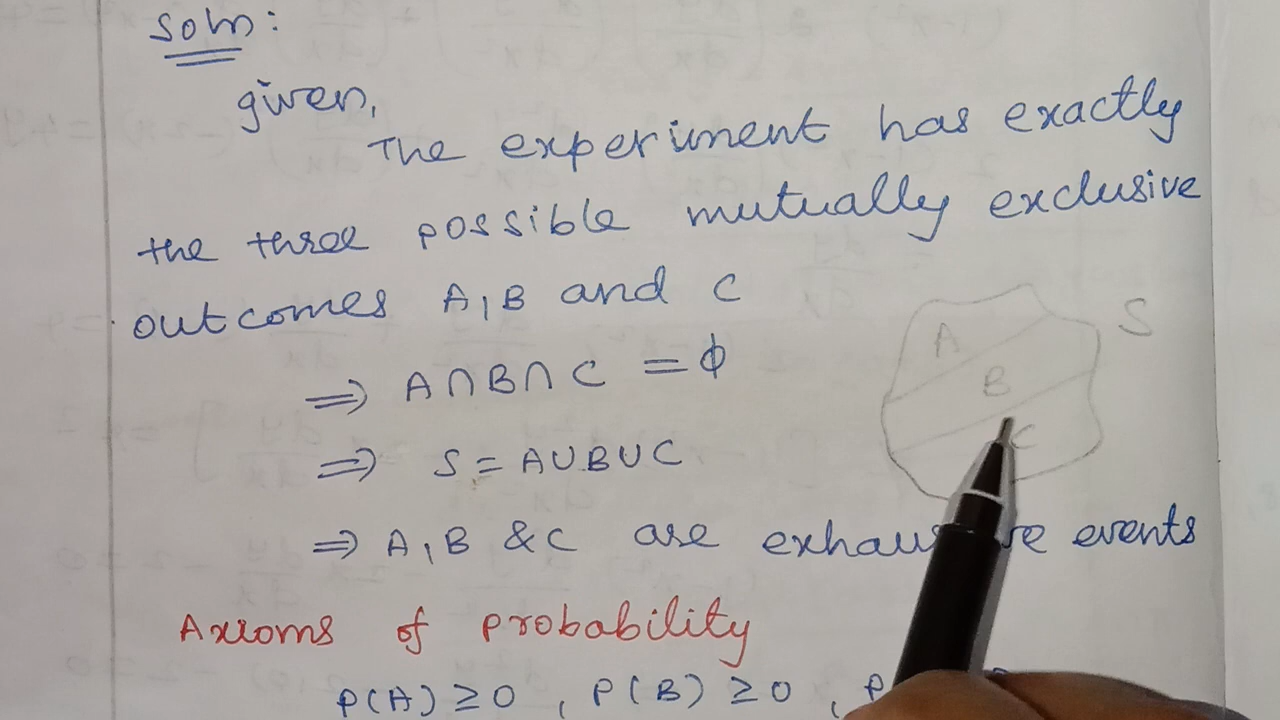 Soln:
given,
The experiment has exactly
the three possible mutually exclusive
outcomes A, B and C
⇒ A∩B∩C = ϕ
⇒ S = A∪B∪C
⇒ A, B & C are events
Axioms of probability
P(A) ≥ 0 , P(B) ≥ 0 ,
S
A
B
C